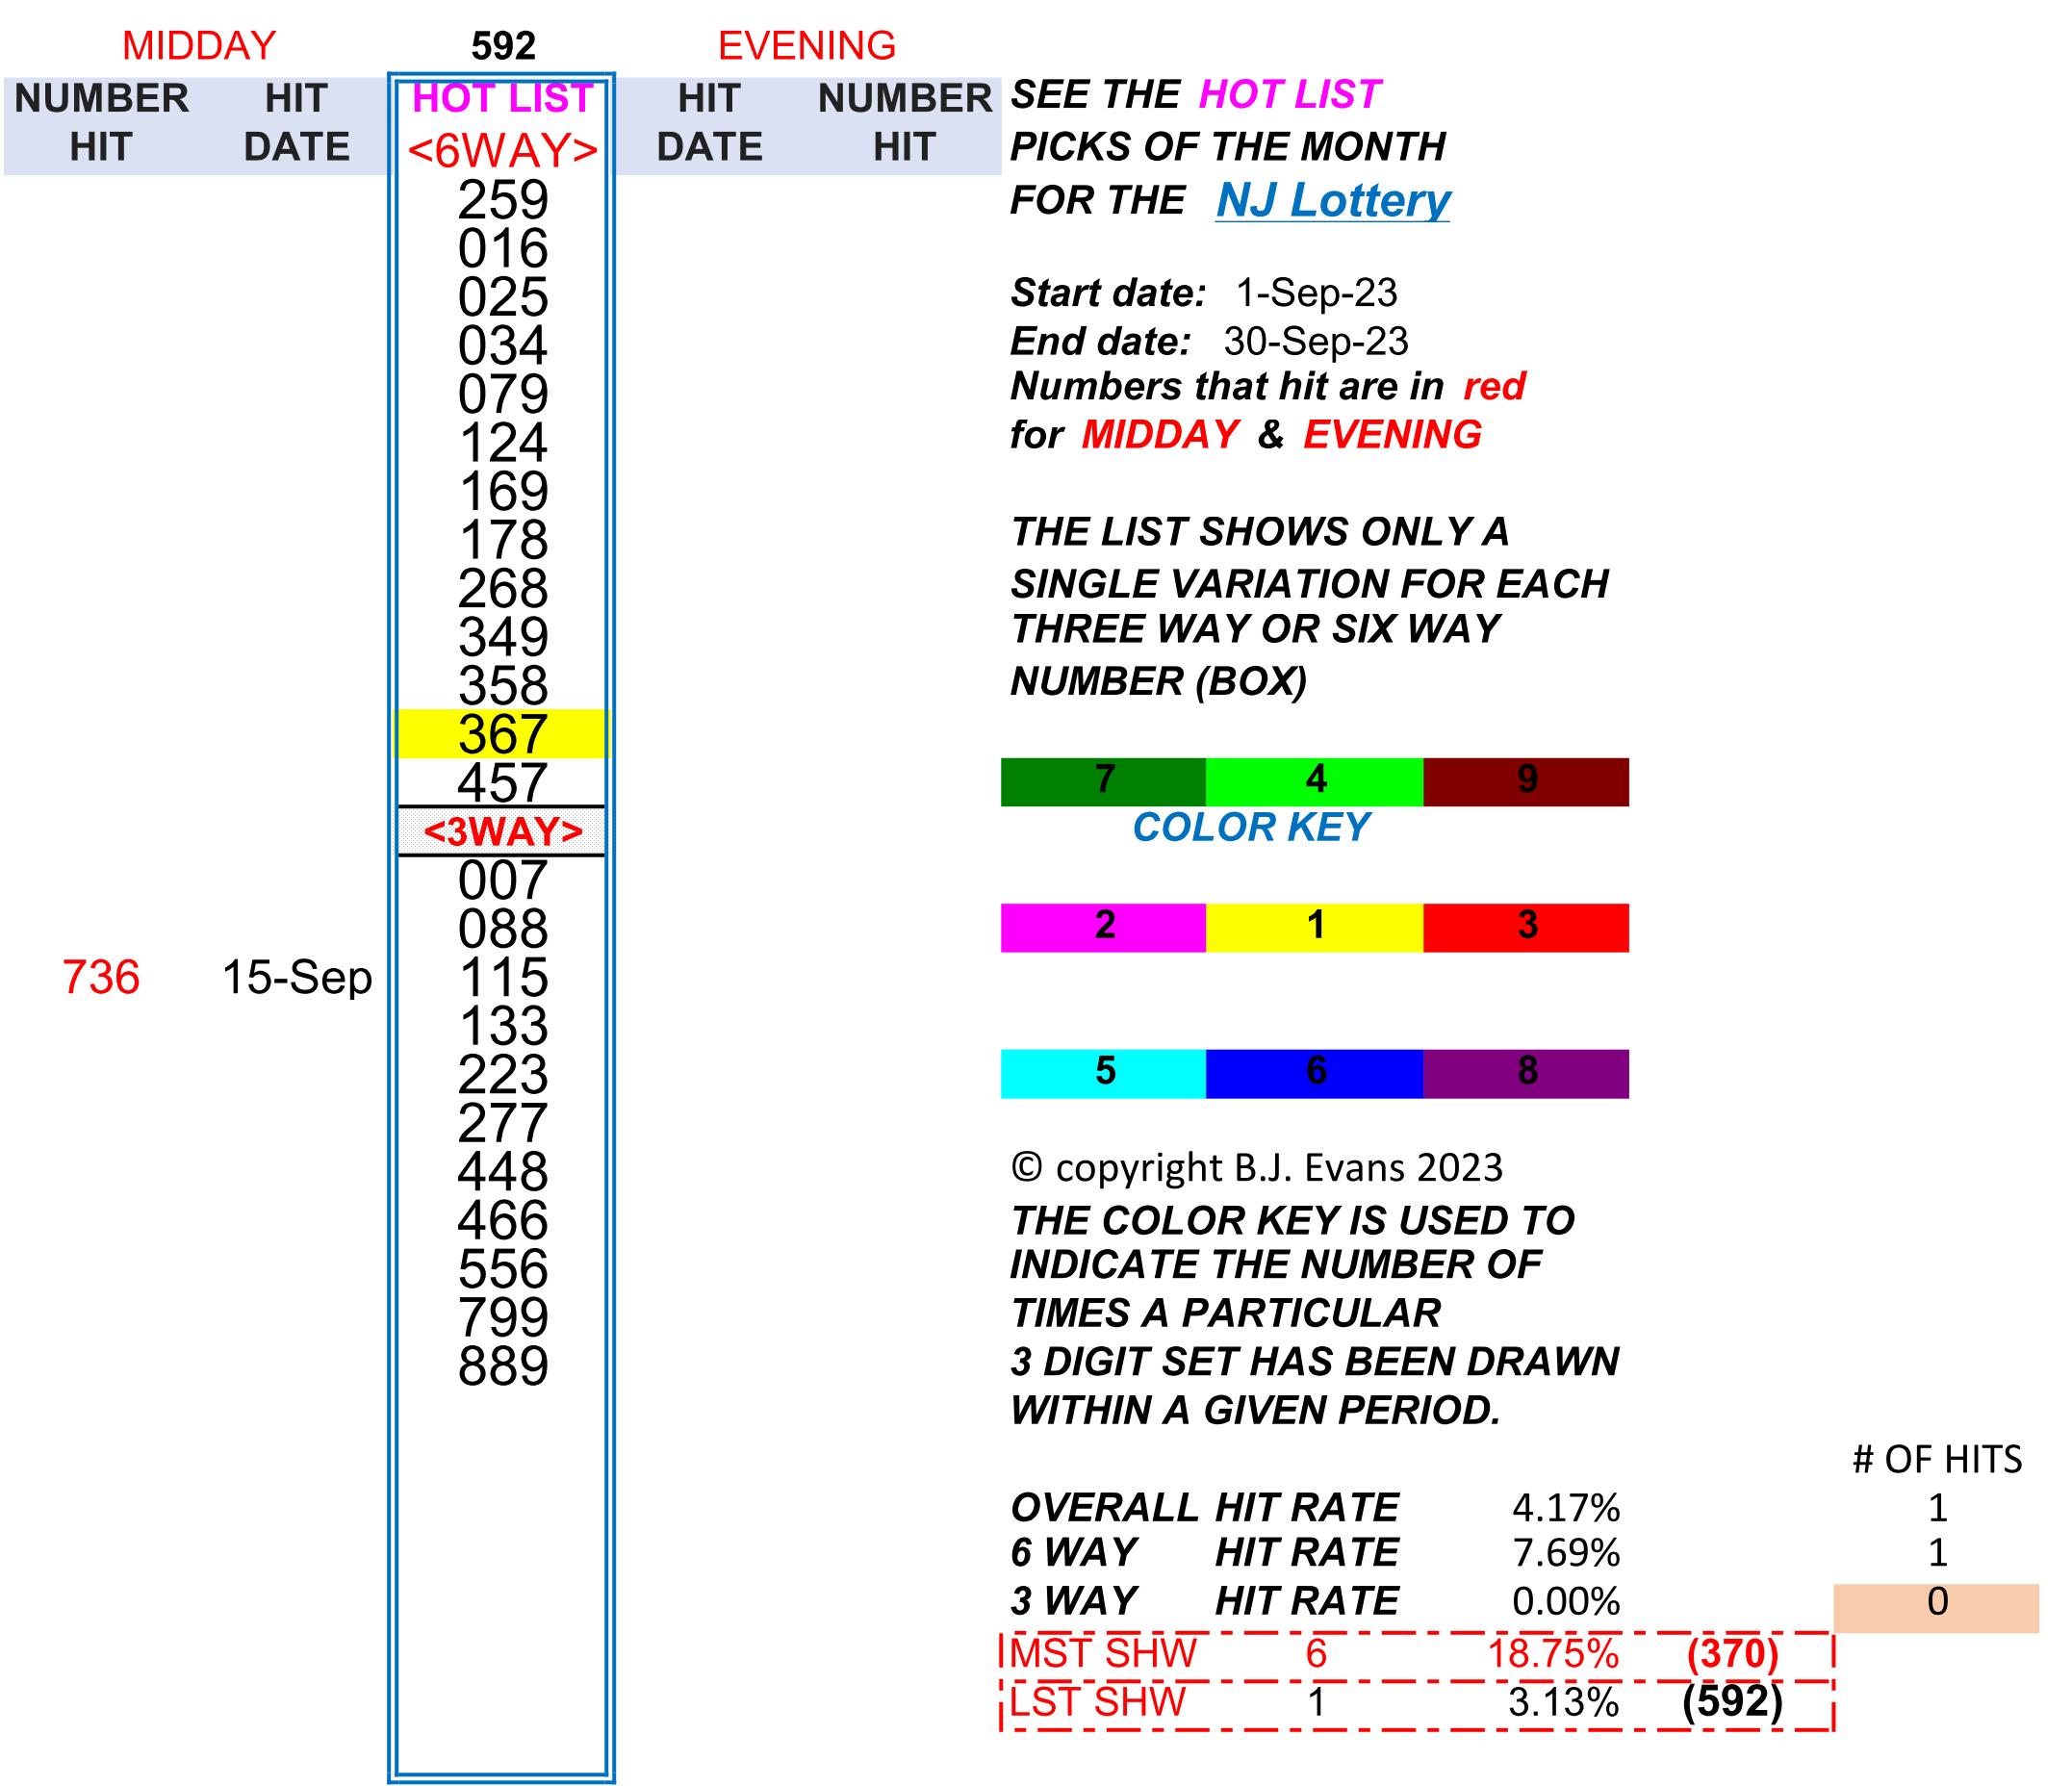 MIDDAY 592 EVENING
NUMBER HIT HOT LIST HIT NUMBER
HIT DATE <6WAY> DATE HIT
259
016
025
034
079
124
169
178
268
349
358
367
457
<3WAY>
007
088
736 15-Sep 115
133
223
277
448
466
556
799
889
SEE THE HOT LIST
PICKS OF THE MONTH
FOR THE NJ Lottery
Start date: 1-Sep-23
End date: 30-Sep-23
Numbers that hit are in red
for MIDDAY & EVENING
THE LIST SHOWS ONLY A
SINGLE VARIATION FOR EACH
THREE WAY OR SIX WAY
NUMBER (BOX)
7 4 9
COLOR KEY
2 1 3
5 6 8
© copyright B.J. Evans 2023
THE COLOR KEY IS USED TO
INDICATE THE NUMBER OF
TIMES A PARTICULAR
3 DIGIT SET HAS BEEN DRAWN
WITHIN A GIVEN PERIOD.
# OF HITS
OVERALL HIT RATE 4.17% 1
6 WAY HIT RATE 7.69% 1
3 WAY HIT RATE 0.00% 0
MST SHW 6 18.75% (370)
LST SHW 1 3.13% (592)